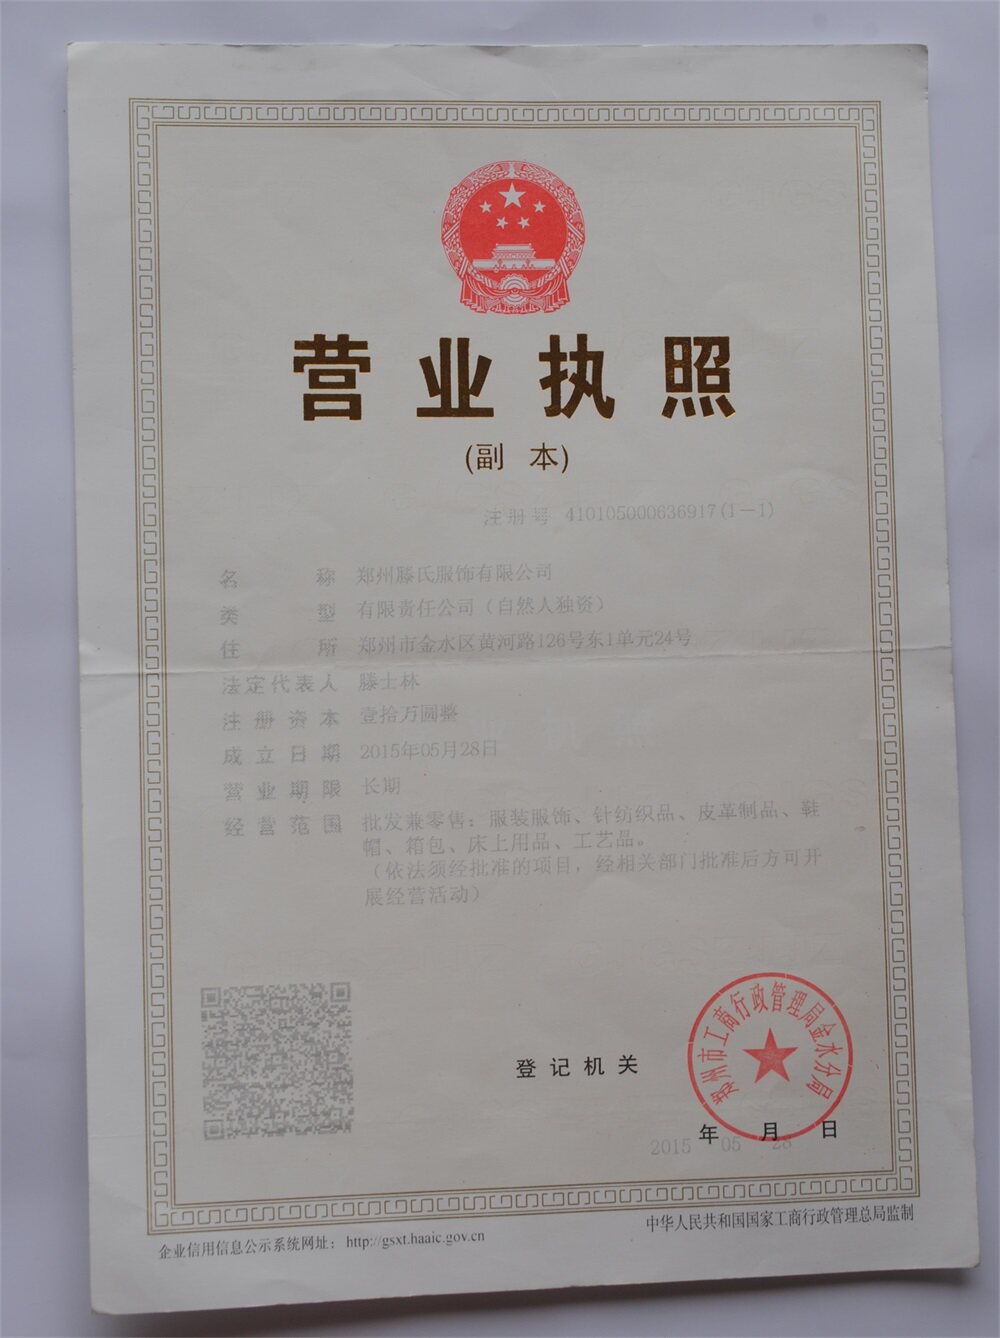 营业执照
(副 本)
注册号 410105000636917(1—1)
名称 郑州滕氏服饰有限公司
类型 有限责任公司（自然人独资）
住所 郑州市金水区黄河路126号东1单元24号
法定代表人 滕士林
注册资本 壹拾万圆整
成立日期 2015年05月28日
营业期限 长期
经营范围 批发兼零售：服装服饰、针纺织品、皮革制品、鞋
帽、箱包、床上用品、工艺品。
（依法须经批准的项目，经相关部门批准后方可开
展经营活动）
郑州市工商行政管理局金水分局
登记机关
2015年05月28日
企业信用信息公示系统网址：http://gsxt.haaic.gov.cn
中华人民共和国国家工商行政管理总局监制